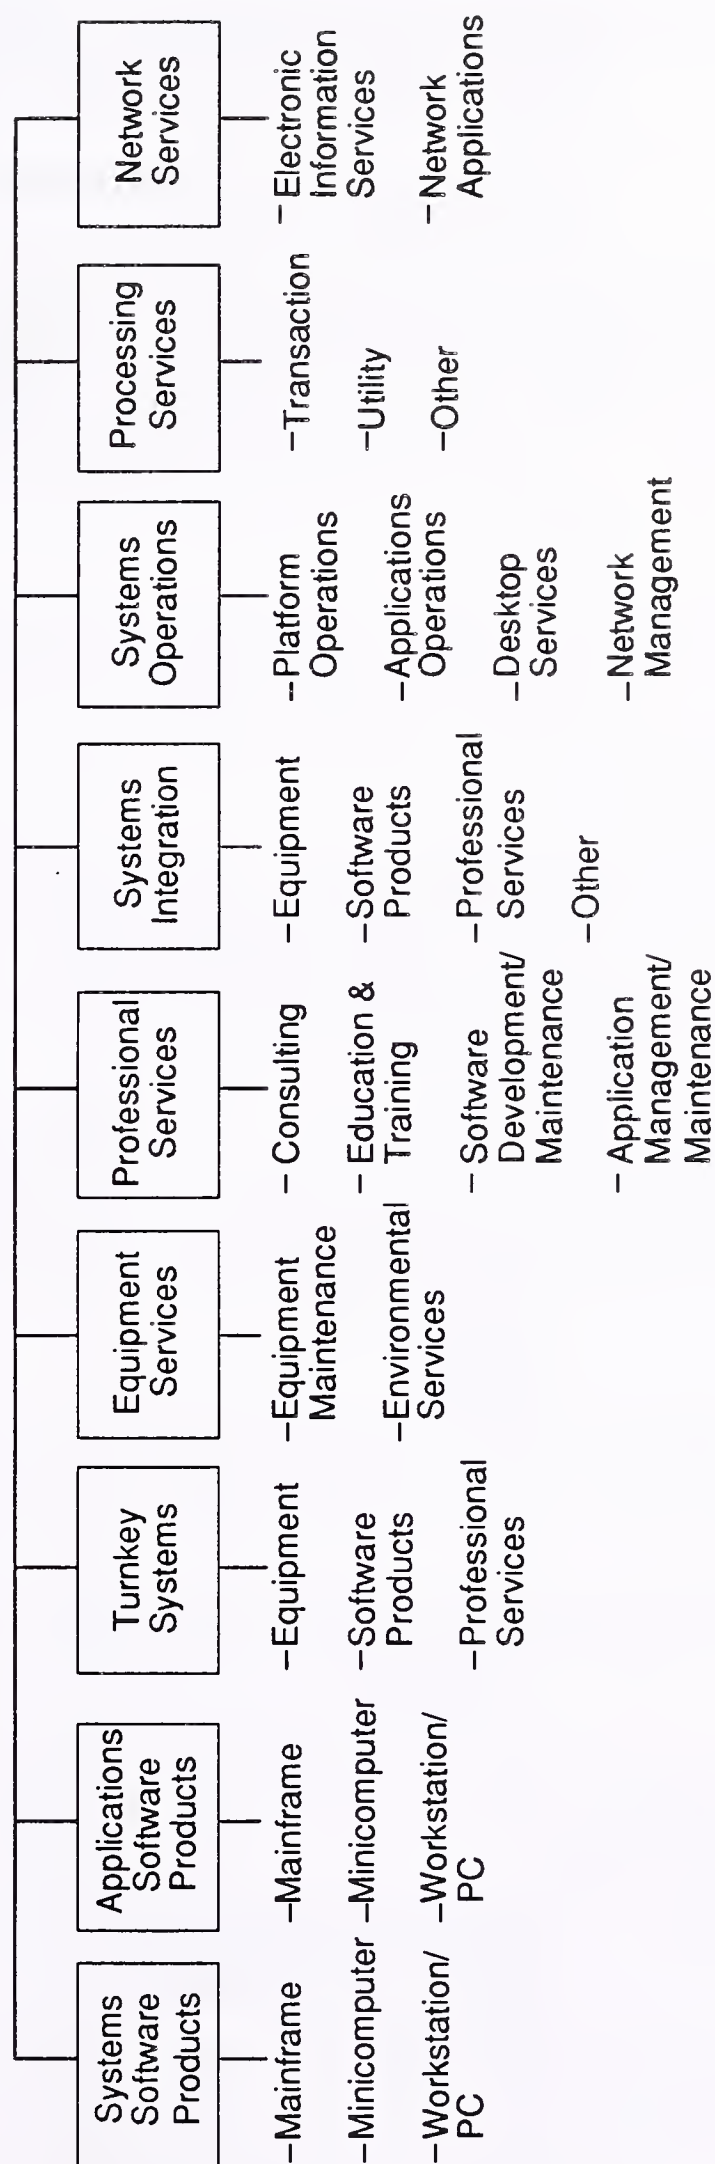 Systems
Software
Products
–Mainframe
–Minicomputer
–Workstation/
PC
Applications
Software
Products
–Mainframe
–Minicomputer
–Workstation/
PC
Turnkey
Systems
–Equipment
–Software
Products
–Professional
Services
Equipment
Services
–Equipment
Maintenance
–Environmental
Services
Professional
Services
– Consulting
– Education &
Training
– Software
Development/
Maintenance
– Application
Management/
Maintenance
Systems
Integration
–Equipment
–Software
Products
–Professional
Services
–Other
Systems
Operations
–Platform
Operations
–Applications
Operations
–Desktop
Services
–Network
Management
Processing
Services
–Transaction
–Utility
–Other
Network
Services
– Electronic
Information
Services
–Network
Applications